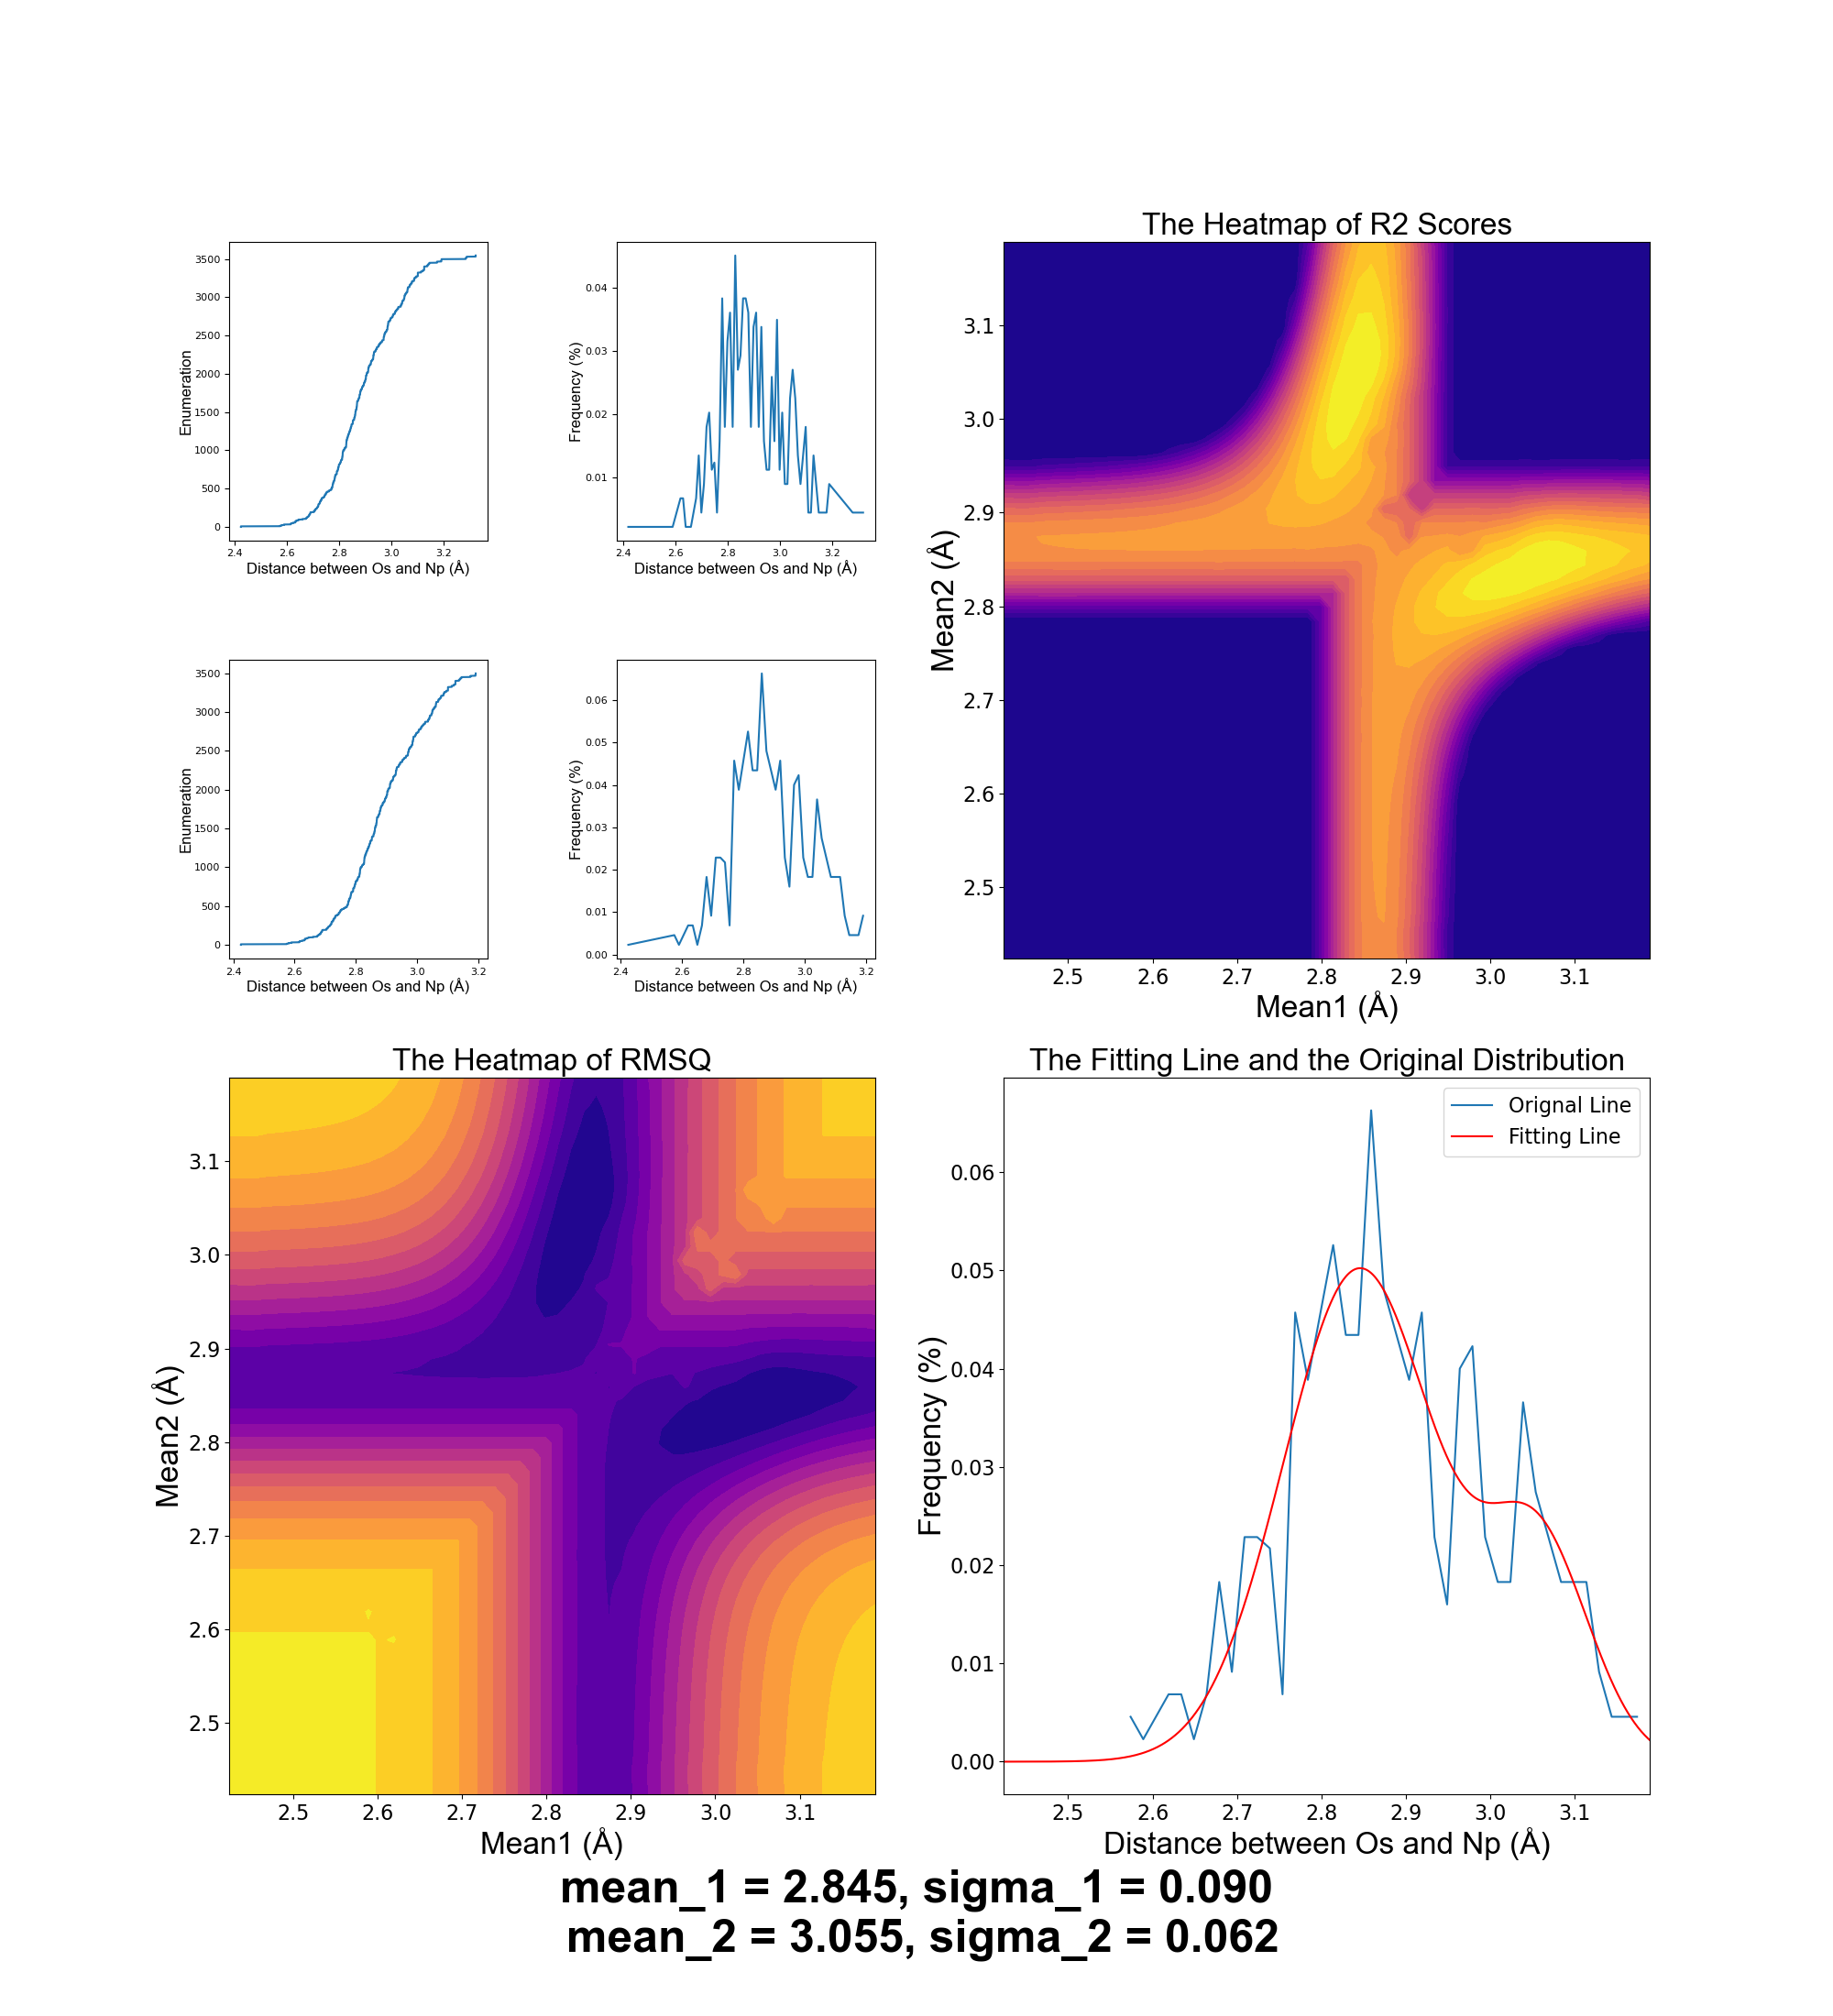 3500
3000
2500
2000
1500
1000
500
0
Enumeration
2.4 2.6 2.8 3.0 3.2
Distance between Os and Np (Å)
0.04
0.03
0.02
0.01
Frequency (%)
2.4 2.6 2.8 3.0 3.2
Distance between Os and Np (Å)
The Heatmap of R2 Scores
3.1
3.0
2.9
2.8
2.7
2.6
2.5
Mean2 (Å)
2.5 2.6 2.7 2.8 2.9 3.0 3.1
Mean1 (Å)
3500
3000
2500
2000
1500
1000
500
0
Enumeration
2.4 2.6 2.8 3.0 3.2
Distance between Os and Np (Å)
0.06
0.05
0.04
0.03
0.02
0.01
0.00
Frequency (%)
2.4 2.6 2.8 3.0 3.2
Distance between Os and Np (Å)
The Heatmap of RMSQ
3.1
3.0
2.9
2.8
2.7
2.6
2.5
Mean2 (Å)
2.5 2.6 2.7 2.8 2.9 3.0 3.1
Mean1 (Å)
The Fitting Line and the Original Distribution
Orignal Line
Fitting Line
0.06
0.05
0.04
0.03
0.02
0.01
0.00
Frequency (%)
2.5 2.6 2.7 2.8 2.9 3.0 3.1
Distance between Os and Np (Å)
mean_1 = 2.845, sigma_1 = 0.090
mean_2 = 3.055, sigma_2 = 0.062